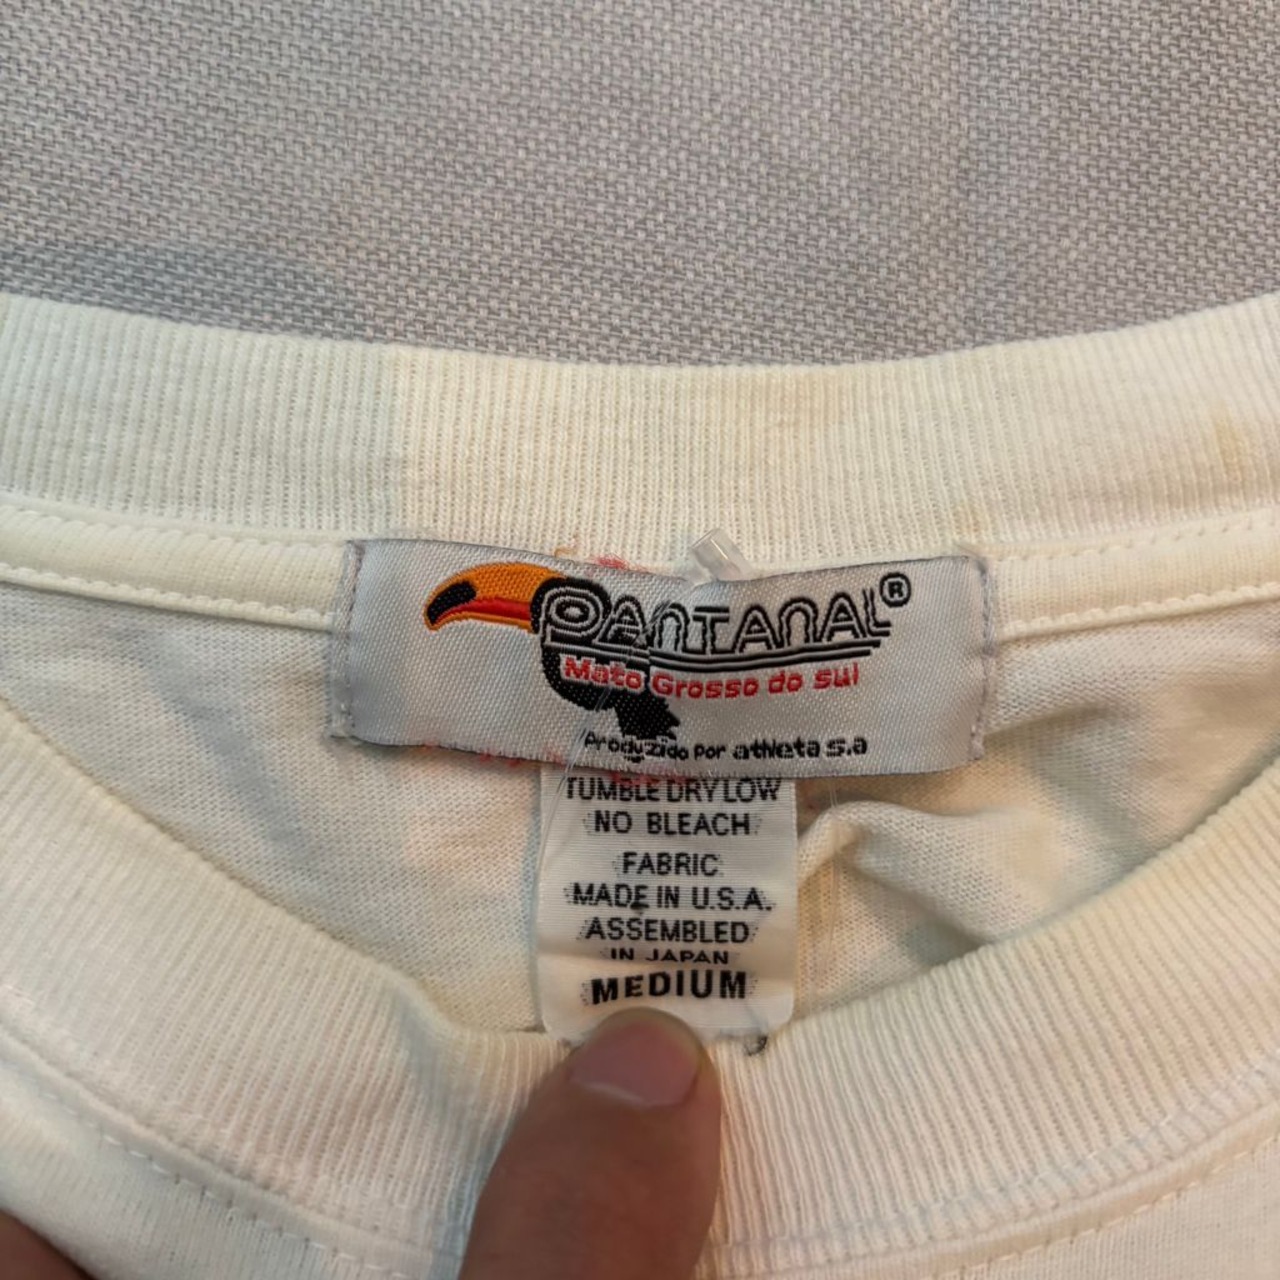 PANTANAL®
Mato Grosso do sul
Produzido por athleta s.a
TUMBLE DRY LOW
NO BLEACH
FABRIC
MADE IN U.S.A.
ASSEMBLED
IN JAPAN
MEDIUM